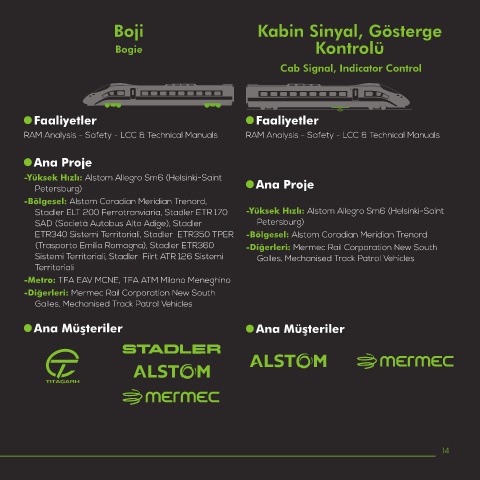 Boji
Bogie
Faaliyetler
RAM Analysis - Safety - LCC & Technical Manuals
Ana Proje
-Yüksek Hızlı: Alstom Allegro Sm6 (Helsinki-Saint
Petersburg)
-Bölgesel: Alstom Coradian Meridian Trenord,
Stadler ELT 200 Ferrotranviaria, Stadler ETR 170
SAD (Società Autobus Alto Adige), Stadler
ETR340 Sistemi Territoriali, Stadler ETR350 TPER
(Trasporto Emilia Romagna), Stadler ETR360
Sistemi Territoriali, Stadler Flirt ATR 126 Sistemi
Territoriali
-Metro: TFA EAV MCNE, TFA ATM Milano Meneghino
-Diğerleri: Mermec Rail Corporation New South
Galles, Mechanised Track Patrol Vehicles
Ana Müşteriler
TITAGARH
STADLER
ALSTOM
MERMEC
Kabin Sinyal, Gösterge
Kontrolü
Cab Signal, Indicator Control
Faaliyetler
RAM Analysis - Safety - LCC & Technical Manuals
Ana Proje
-Yüksek Hızlı: Alstom Allegro Sm6 (Helsinki-Saint
Petersburg)
-Bölgesel: Alstom Coradian Meridian Trenord
-Diğerleri: Mermec Rail Corporation New South
Galles, Mechanised Track Patrol Vehicles
Ana Müşteriler
ALSTOM
MERMEC
14